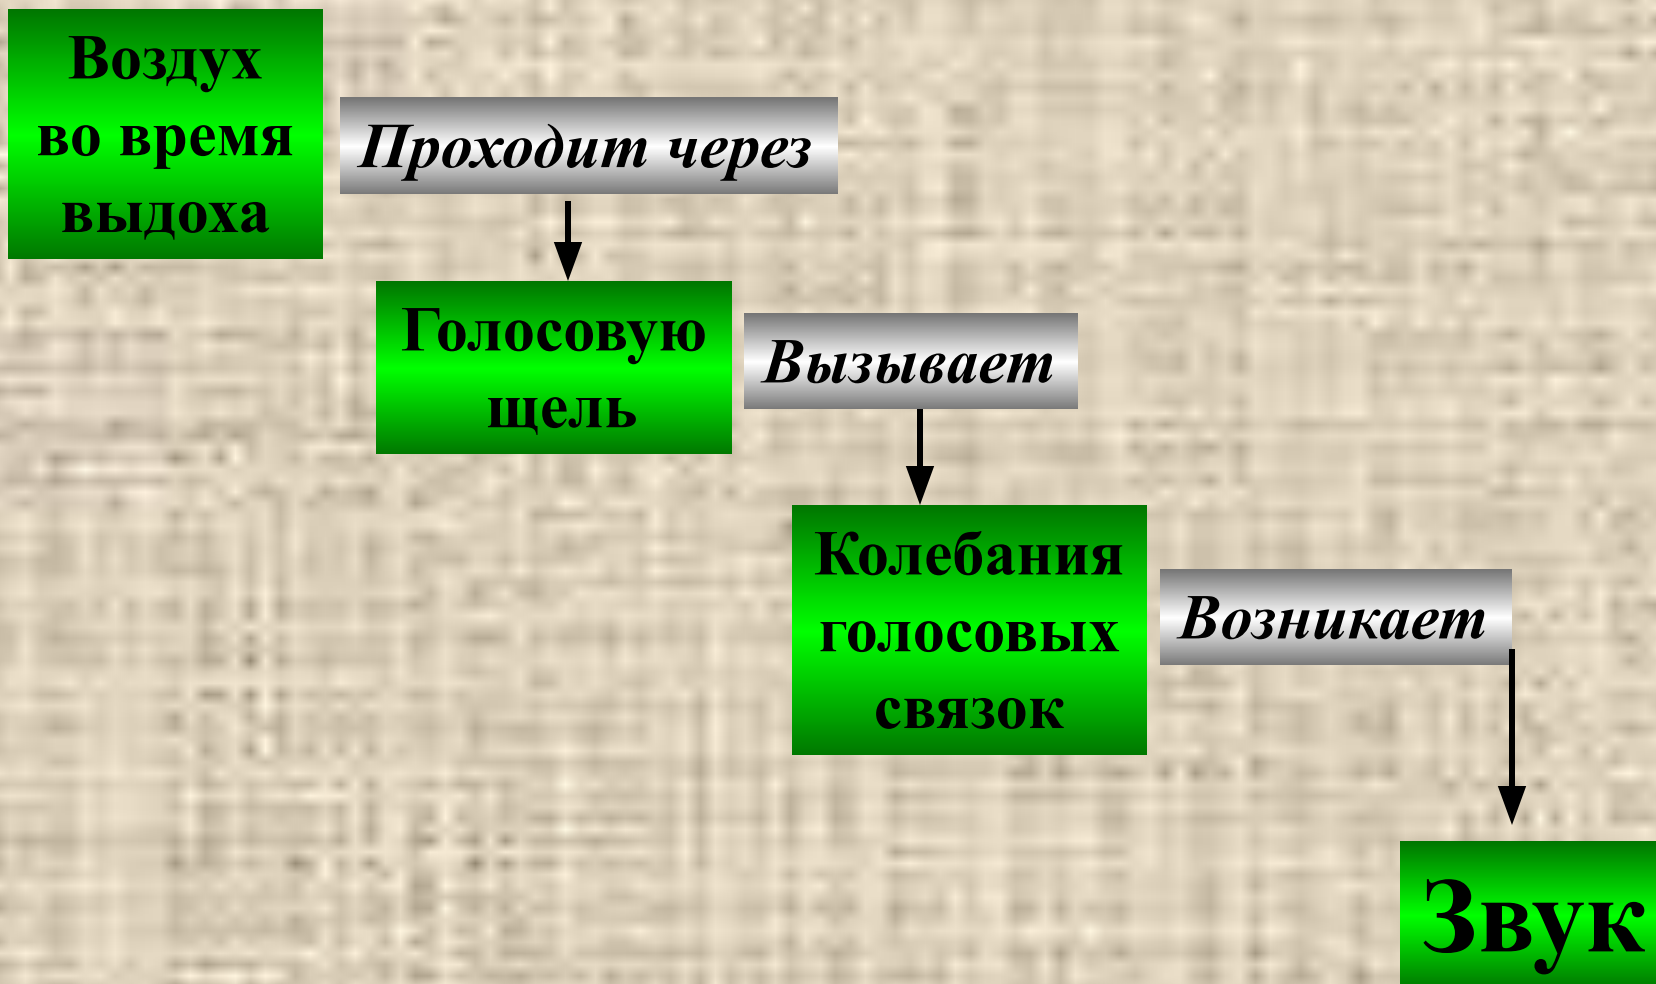 Воздух
во время
выдоха
Проходит через
Голосовую
щель
Вызывает
Колебания
голосовых
связок
Возникает
Звук